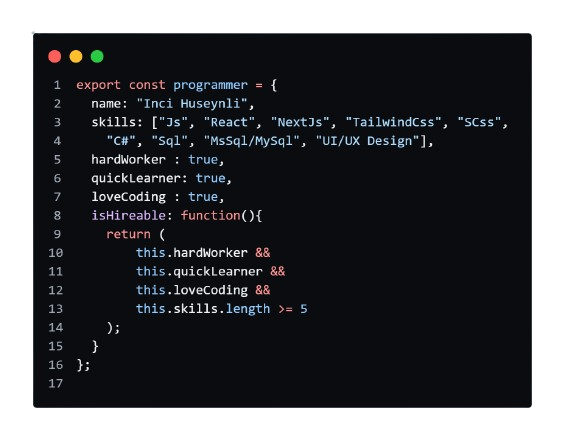 1 export const programmer = {
2   name: "Inci Huseynli",
3   skills: ["Js", "React", "NextJs", "TailwindCss", "SCss",
4     "C#", "Sql", "MsSql/MySql", "UI/UX Design"],
5   hardWorker : true,
6   quickLearner: true,
7   loveCoding : true,
8   isHireable: function(){
9     return (
10         this.hardWorker &&
11         this.quickLearner &&
12         this.loveCoding &&
13         this.skills.length >= 5
14     );
15   }
16 };
17